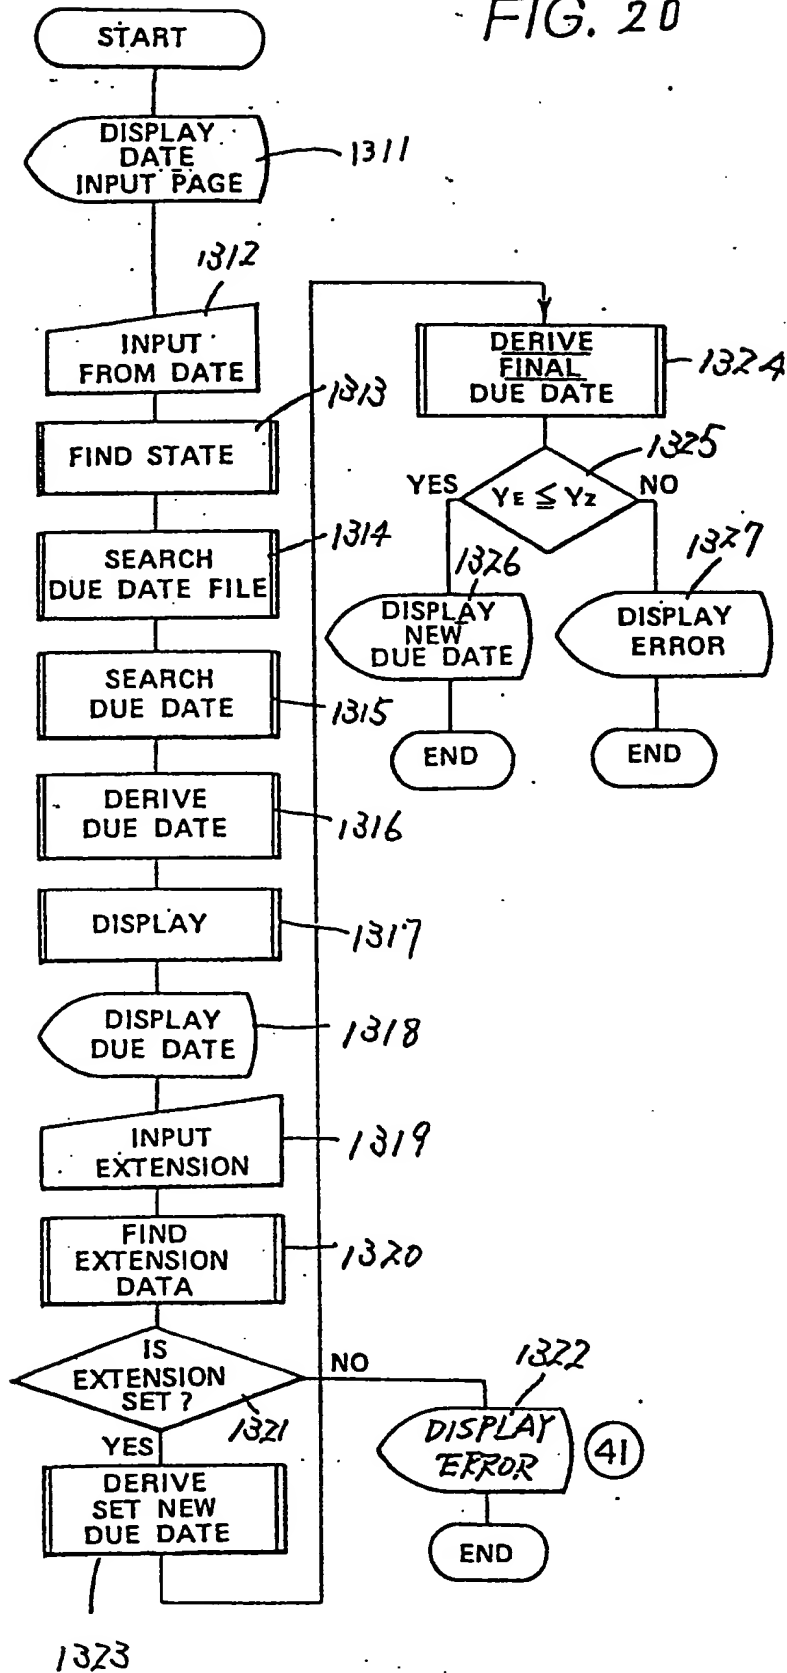 FIG. 20
START
DISPLAY
DATE
INPUT PAGE
1311
1312
INPUT
FROM DATE
1313
FIND STATE
1314
SEARCH
DUE DATE FILE
SEARCH
DUE DATE
1315
DERIVE
DUE DATE
1316
DISPLAY
1317
DISPLAY
DUE DATE
1318
INPUT
EXTENSION
1319
FIND
EXTENSION
DATA
1320
IS
EXTENSION
SET?
1321
NO
1322
DISPLAY
ERROR
41
END
YES
DERIVE
SET NEW
DUE DATE
1323
DERIVE
FINAL
DUE DATE
1324
1325
YES
YE ≦ YZ
NO
1326
DISPLAY
NEW
DUE DATE
END
1327
DISPLAY
ERROR
END